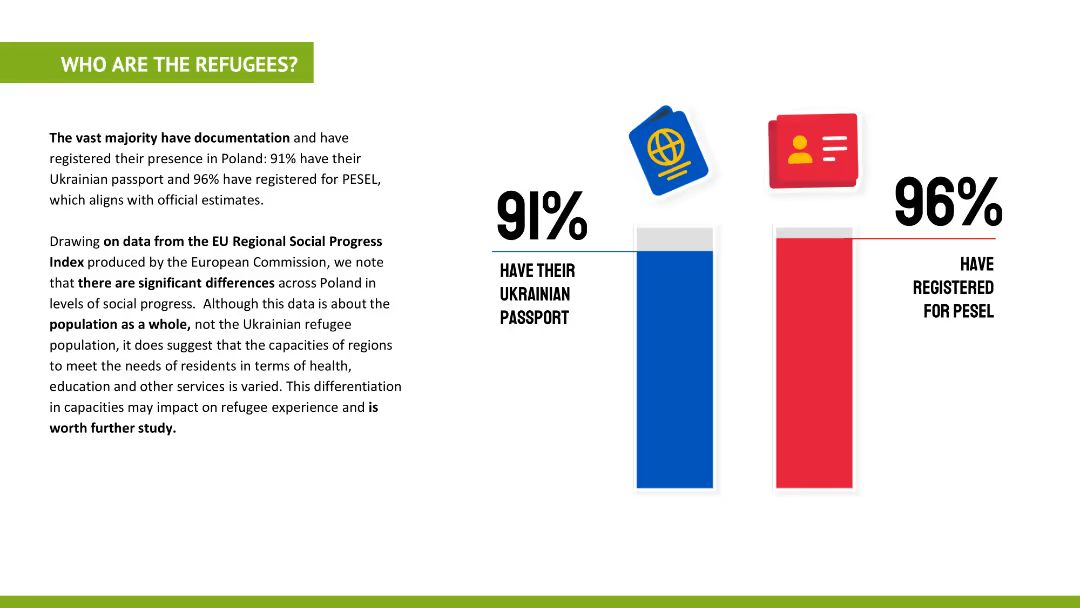 WHO ARE THE REFUGEES?
The vast majority have documentation and have
registered their presence in Poland: 91% have their
Ukrainian passport and 96% have registered for PESEL,
which aligns with official estimates.
Drawing on data from the EU Regional Social Progress
Index produced by the European Commission, we note
that there are significant differences across Poland in
levels of social progress.  Although this data is about the
population as a whole, not the Ukrainian refugee
population, it does suggest that the capacities of regions
to meet the needs of residents in terms of health,
education and other services is varied. This differentiation
in capacities may impact on refugee experience and is
worth further study.
91%
HAVE THEIR
UKRAINIAN
PASSPORT
96%
HAVE
REGISTERED
FOR PESEL